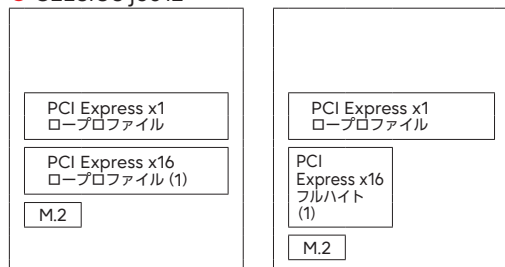 PCI Express x1
ロープロファイル
PCI Express x16
ロープロファイル (1)
M.2
PCI Express x1
ロープロファイル
PCI
Express x16
フルハイト
(1)
M.2